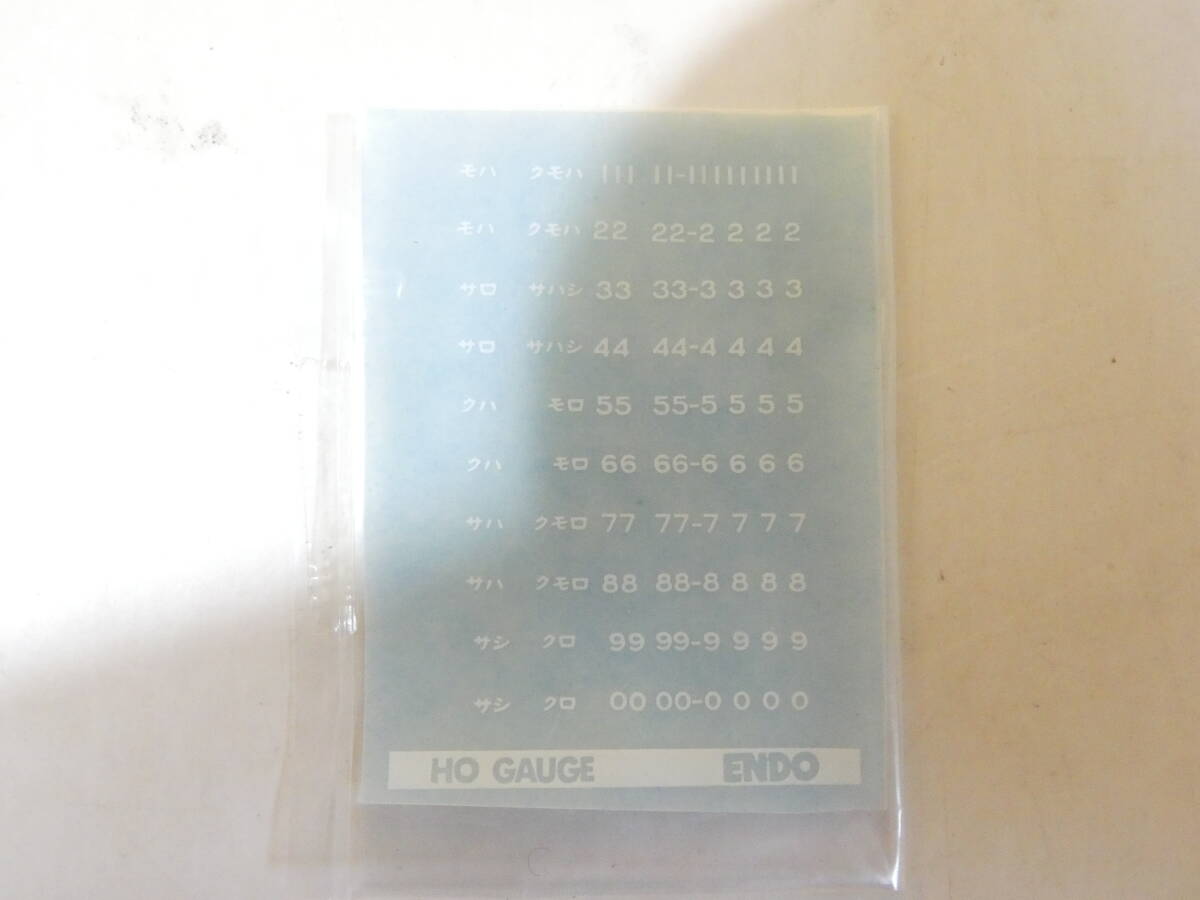 モハ クモハ 111 11-1111111111
モハ クモハ 22 22-2 2 2 2
サロ サハシ 33 33-3 3 3 3
サロ サハシ 44 44-4 4 4 4
クハ モロ 55 55-5 5 5 5
クハ モロ 66 66-6 6 6 6
サハ クモロ 77 77-7 7 7 7
サハ クモロ 88 88-8 8 8 8
サシ クロ 99 99-9 9 9 9
サシ クロ 00 00-0 0 0 0
HO GAUGE ENDO